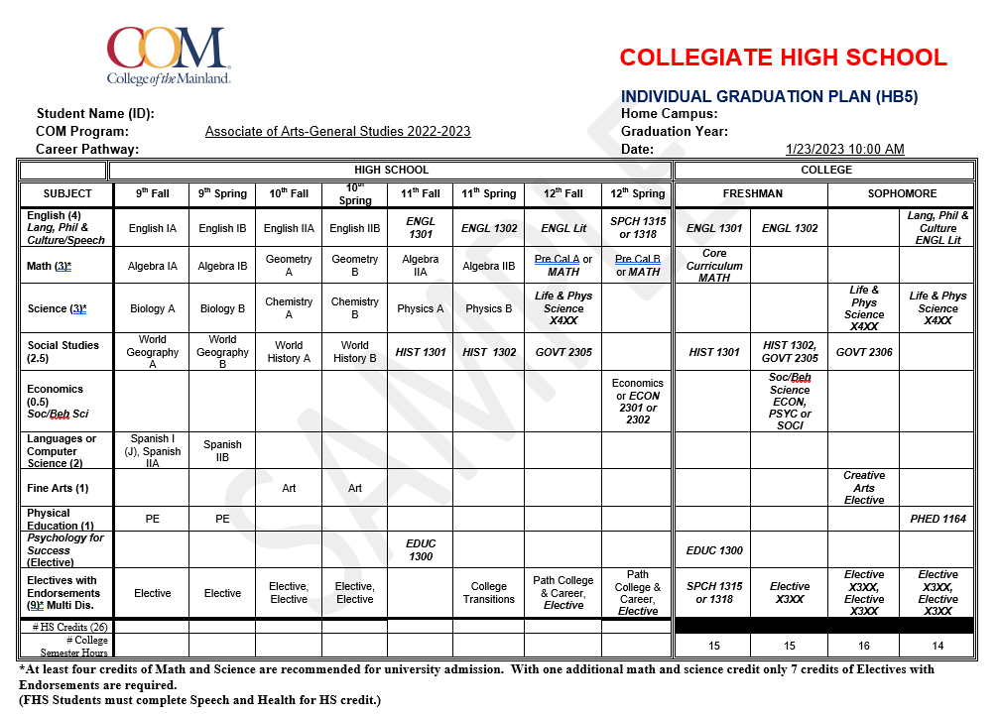 COM
College of the Mainland.
COLLEGIATE HIGH SCHOOL
INDIVIDUAL GRADUATION PLAN (HB5)
Student Name (ID):
Home Campus:
COM Program: Associate of Arts-General Studies 2022-2023
Graduation Year:
Career Pathway:
Date: 1/23/2023 10:00 AM
HIGH SCHOOL COLLEGE
SUBJECT 9th Fall 9th Spring 10th Fall 10th Spring 11th Fall 11th Spring 12th Fall 12th Spring FRESHMAN SOPHOMORE
English (4) Lang, Phil & Culture/Speech English IA English IB English IIA English IIB ENGL 1301 ENGL 1302 ENGL Lit SPCH 1315 or 1318 ENGL 1301 ENGL 1302 Lang, Phil & Culture ENGL Lit
Math (3)* Algebra IA Algebra IB Geometry A Geometry B Algebra IIA Algebra IIB Pre Cal A or MATH Pre Cal B or MATH Core Curriculum MATH
Science (3)* Biology A Biology B Chemistry A Chemistry B Physics A Physics B Life & Phys Science X4XX Life & Phys Science X4XX Life & Phys Science X4XX
Social Studies (2.5) World Geography A World Geography B World History A World History B HIST 1301 HIST 1302 GOVT 2305 HIST 1301 HIST 1302, GOVT 2305 GOVT 2306
Economics (0.5) Soc/Beh Sci Economics or ECON 2301 or 2302 Soc/Beh Science ECON, PSYC or SOCI
Languages or Computer Science (2) Spanish I (J), Spanish IIA Spanish IIB
Fine Arts (1) Art Art Creative Arts Elective
Physical Education (1) PE PE PHED 1164
Psychology for Success (Elective) EDUC 1300 EDUC 1300
Electives with Endorsements (9)* Multi Dis. Elective Elective Elective, Elective Elective, Elective College Transitions Path College & Career, Elective Path College & Career, Elective SPCH 1315 or 1318 Elective X3XX Elective X3XX, Elective X3XX Elective X3XX, Elective X3XX
# HS Credits (26)
# College Semester Hours 15 15 16 14
*At least four credits of Math and Science are recommended for university admission. With one additional math and science credit only 7 credits of Electives with
Endorsements are required.
(FHS Students must complete Speech and Health for HS credit.)
SAMPLE